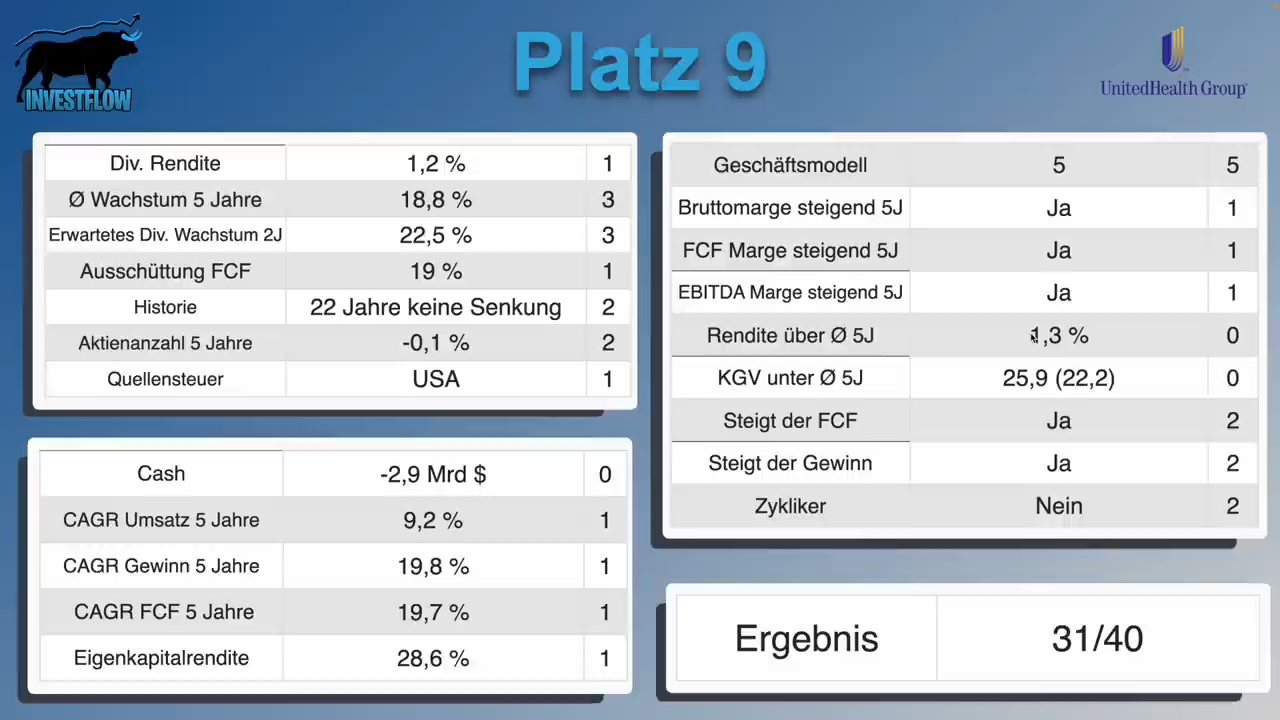 Platz 9
INVESTFLOW
UnitedHealth Group
Div. Rendite 1,2 % 1
Ø Wachstum 5 Jahre 18,8 % 3
Erwartetes Div. Wachstum 2J 22,5 % 3
Ausschüttung FCF 19 % 1
Historie 22 Jahre keine Senkung 2
Aktienanzahl 5 Jahre -0,1 % 2
Quellensteuer USA 1
Cash -2,9 Mrd $ 0
CAGR Umsatz 5 Jahre 9,2 % 1
CAGR Gewinn 5 Jahre 19,8 % 1
CAGR FCF 5 Jahre 19,7 % 1
Eigenkapitalrendite 28,6 % 1
Geschäftsmodell 5 5
Bruttomarge steigend 5J Ja 1
FCF Marge steigend 5J Ja 1
EBITDA Marge steigend 5J Ja 1
Rendite über Ø 5J 1,3 % 0
KGV unter Ø 5J 25,9 (22,2) 0
Steigt der FCF Ja 2
Steigt der Gewinn Ja 2
Zykliker Nein 2
Ergebnis 31/40